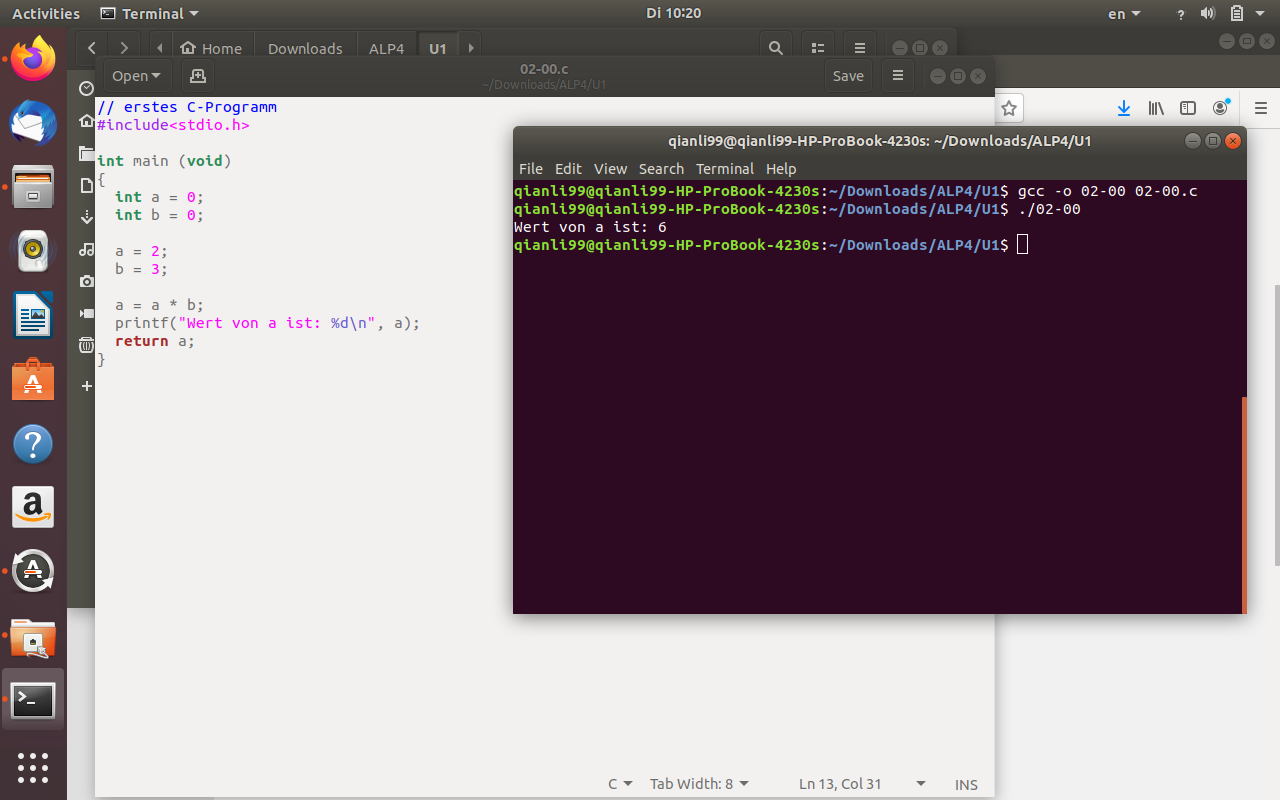 Activities Terminal Di 10:20 en ?
Home Downloads ALP4 U1
Open 02-00.c Save
~/Downloads/ALP4/U1
// erstes C-Programm
#include<stdio.h>
int main (void)
{
int a = 0;
int b = 0;
a = 2;
b = 3;
a = a * b;
printf("Wert von a ist: %d\n", a);
return a;
}
qianli99@qianli99-HP-ProBook-4230s: ~/Downloads/ALP4/U1
File Edit View Search Terminal Help
qianli99@qianli99-HP-ProBook-4230s:~/Downloads/ALP4/U1$ gcc -o 02-00 02-00.c
qianli99@qianli99-HP-ProBook-4230s:~/Downloads/ALP4/U1$ ./02-00
Wert von a ist: 6
qianli99@qianli99-HP-ProBook-4230s:~/Downloads/ALP4/U1$
C Tab Width: 8 Ln 13, Col 31 INS